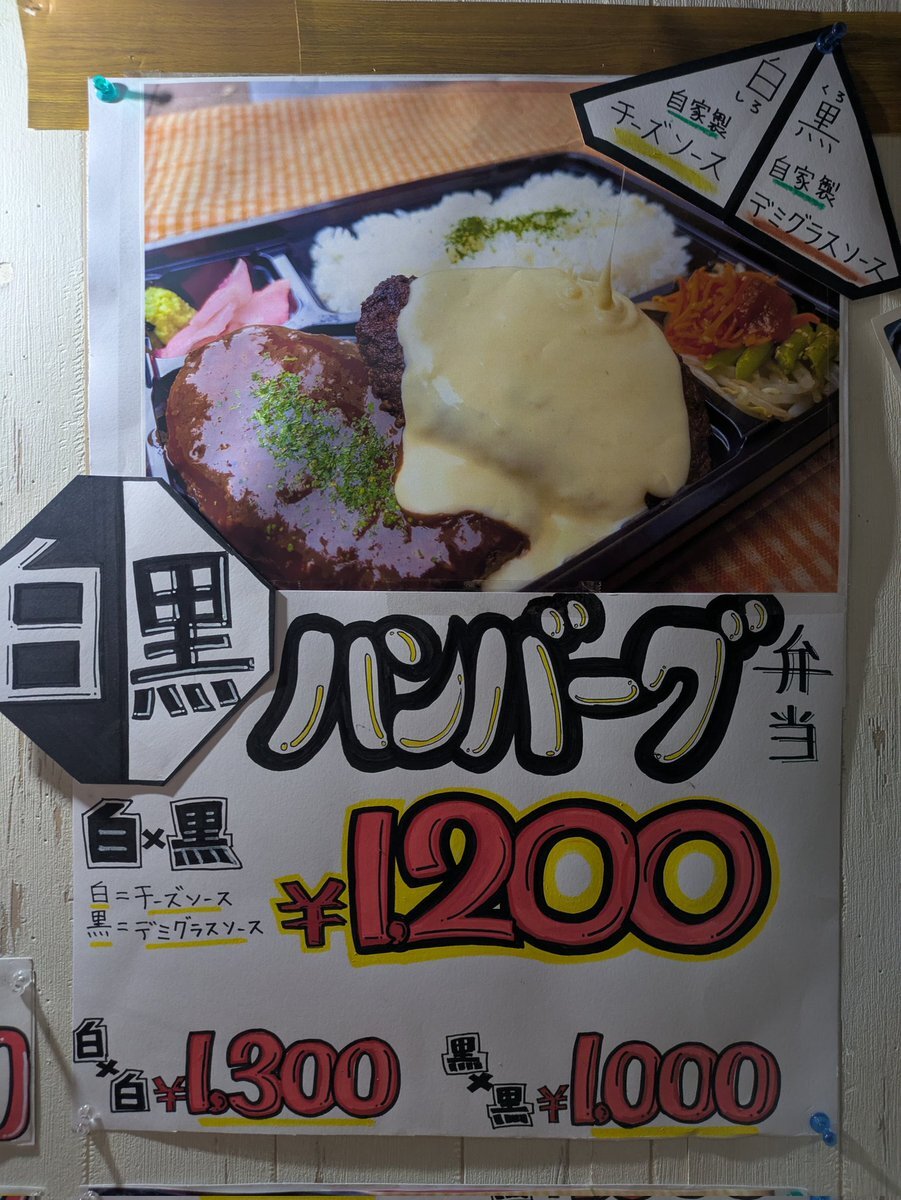 白 しろ
自家製
チーズソース
黒 くろ
自家製
デミグラスソース
白黒
ハンバーグ弁当
白×黒
¥1,200
白=チーズソース
黒=デミグラスソース
白×白 ¥1,300
黒×黒 ¥1,000